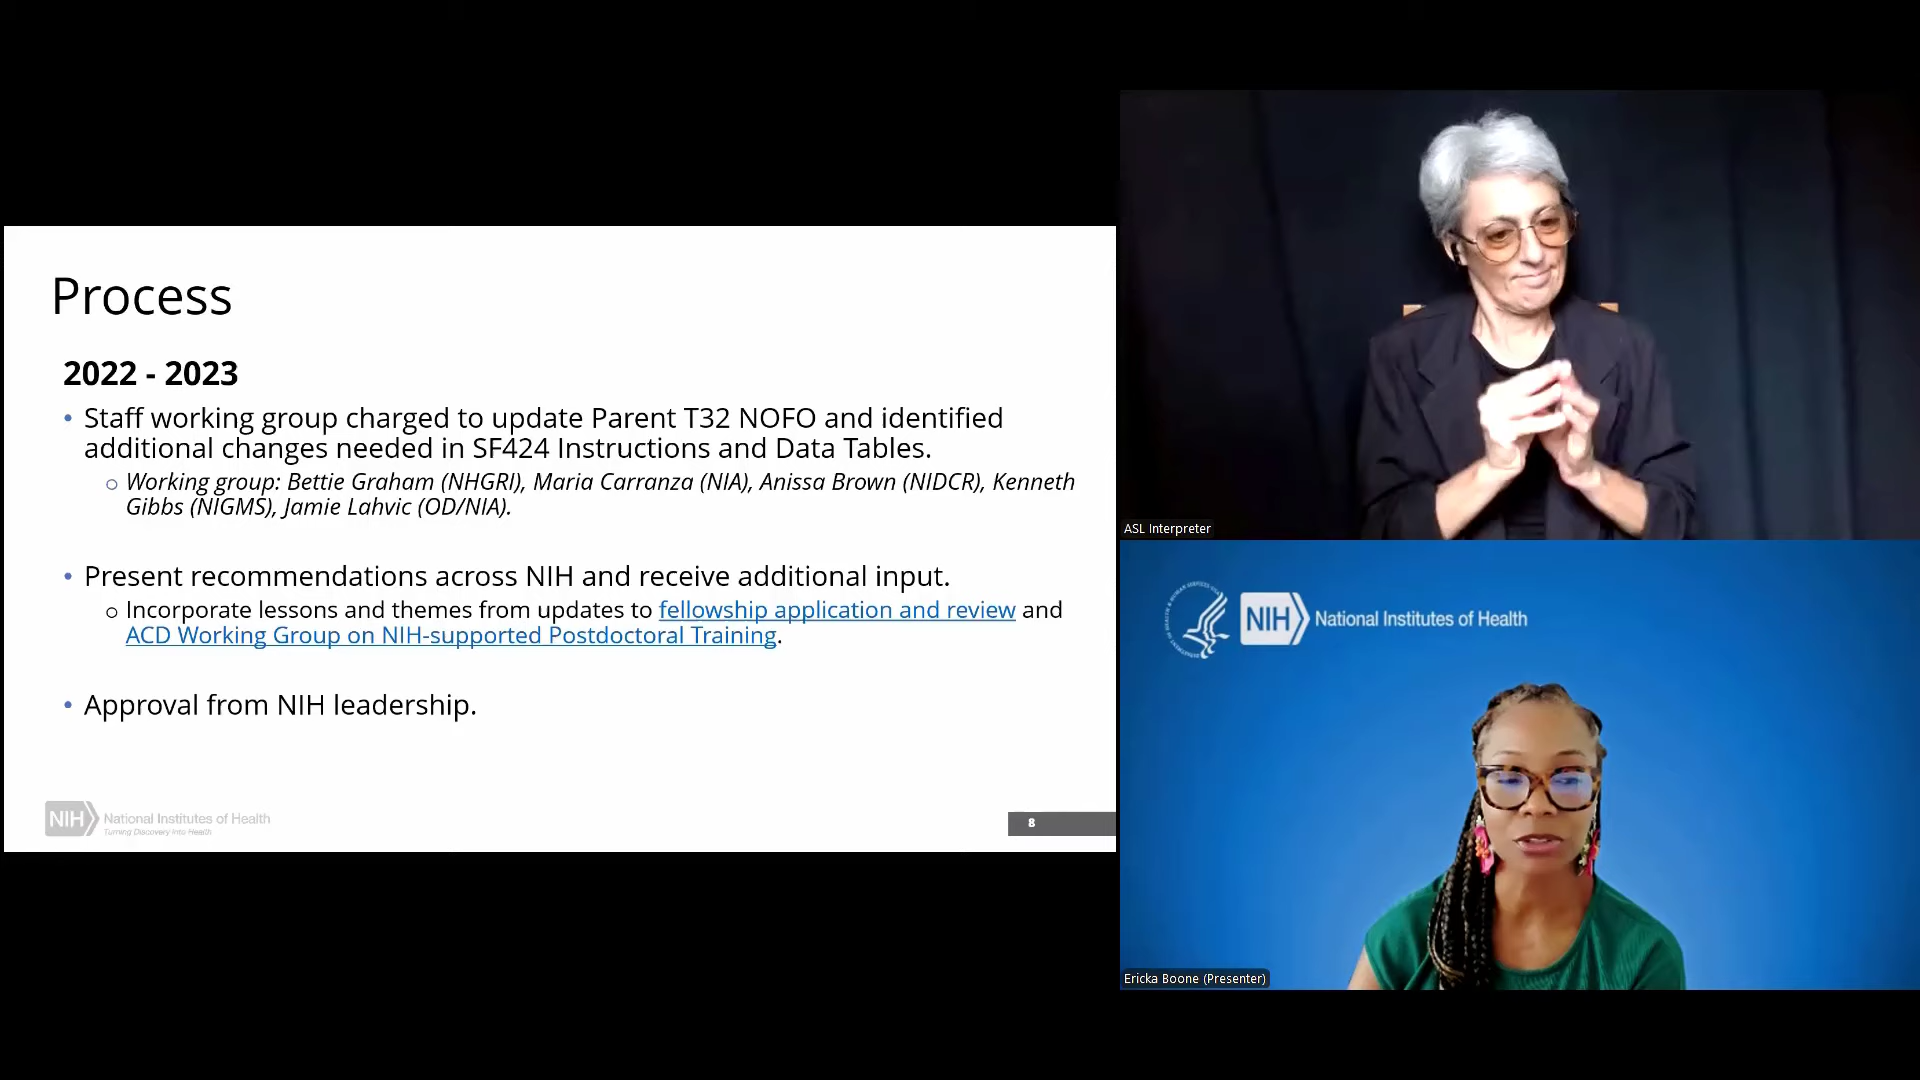 Process
2022 - 2023
• Staff working group charged to update Parent T32 NOFO and identified
additional changes needed in SF424 Instructions and Data Tables.
o Working group: Bettie Graham (NHGRI), Maria Carranza (NIA), Anissa Brown (NIDCR), Kenneth
Gibbs (NIGMS), Jamie Lahvic (OD/NIA).
• Present recommendations across NIH and receive additional input.
o Incorporate lessons and themes from updates to fellowship application and review and
ACD Working Group on NIH-supported Postdoctoral Training.
• Approval from NIH leadership.
NIH National Institutes of Health
Turning Discovery Into Health
8
ASL Interpreter
NIH National Institutes of Health
Ericka Boone (Presenter)